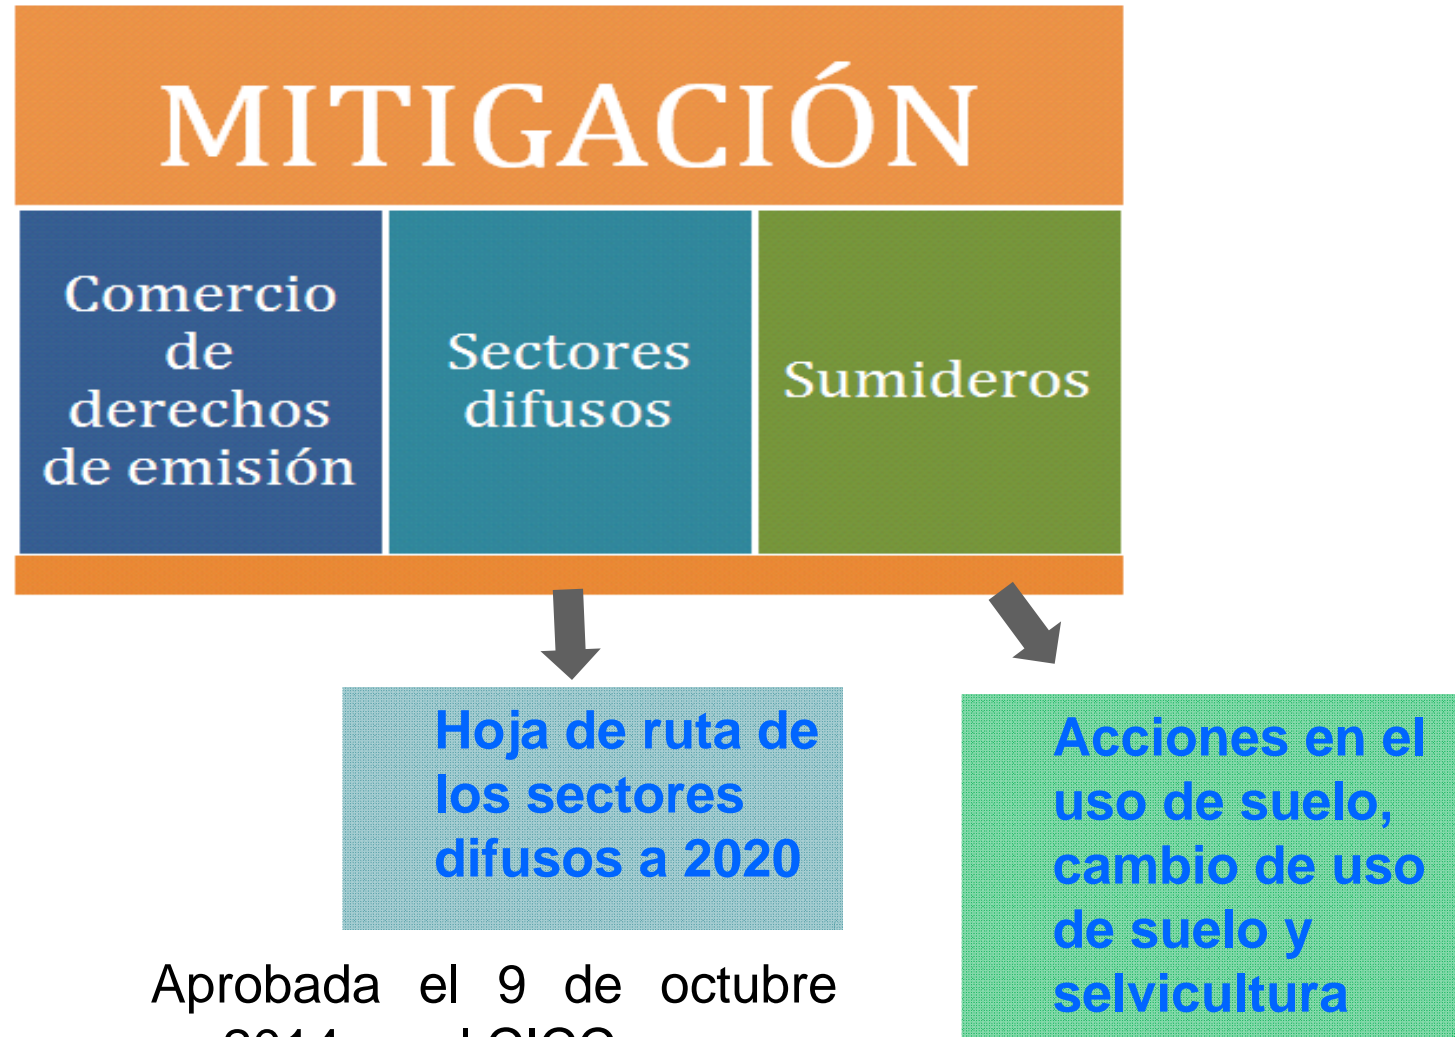 MITIGACIÓN
Comercio
de
derechos
de emisión
Sectores
difusos
Sumideros
Hoja de ruta de
los sectores
difusos a 2020
Acciones en el
uso de suelo,
cambio de uso
de suelo y
selvicultura
Aprobada el 9 de octubre
2014